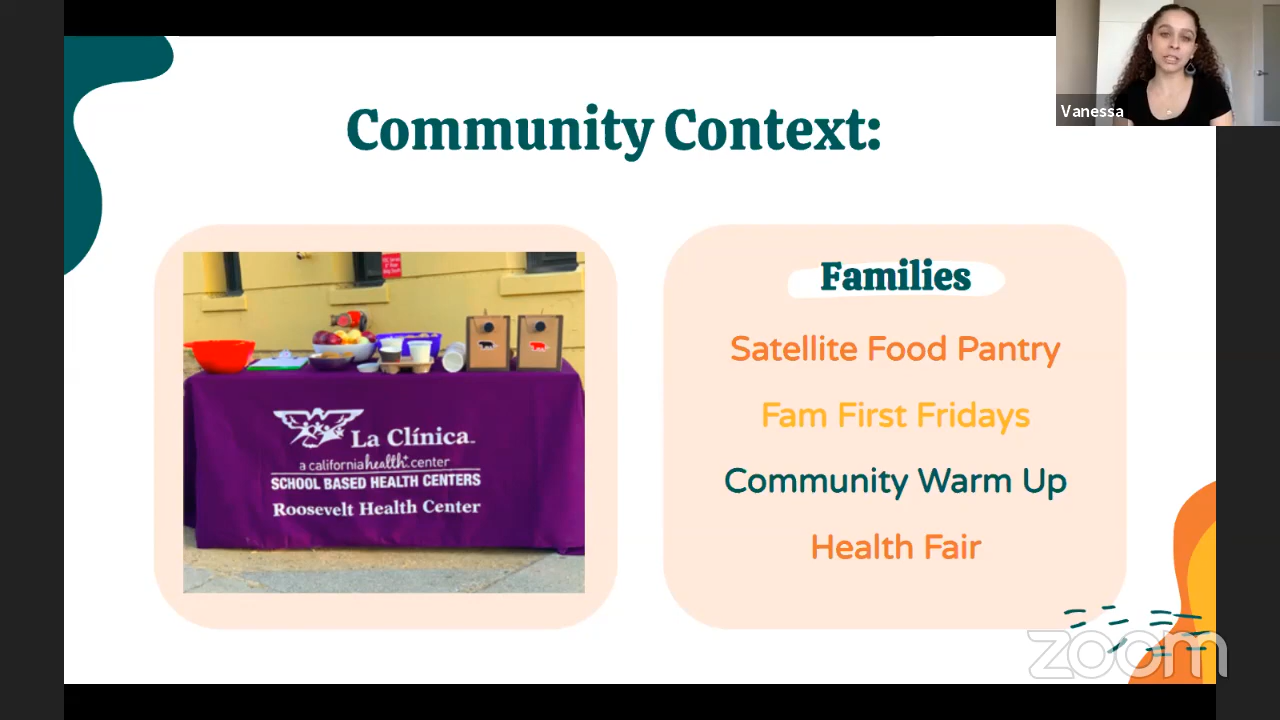 Community Context:
Vanessa
La Clínica
a california health+ center
SCHOOL BASED HEALTH CENTERS
Roosevelt Health Center
Families
Satellite Food Pantry
Fam First Fridays
Community Warm Up
Health Fair
zoom